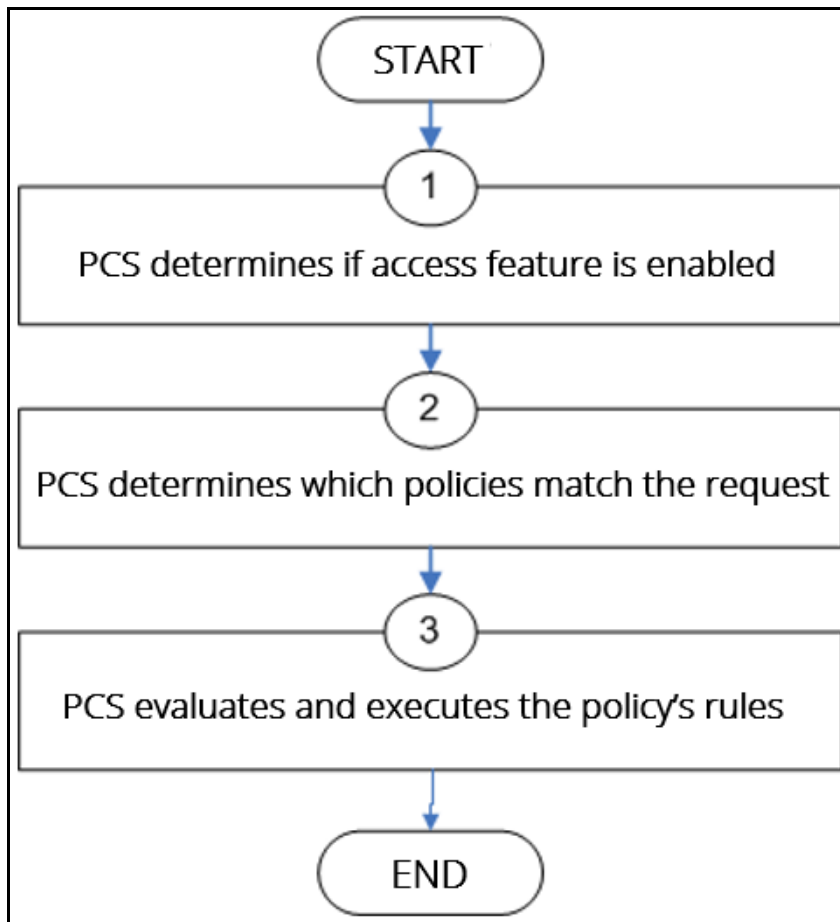 START
1
PCS determines if access feature is enabled
2
PCS determines which policies match the request
3
PCS evaluates and executes the policy's rules
END